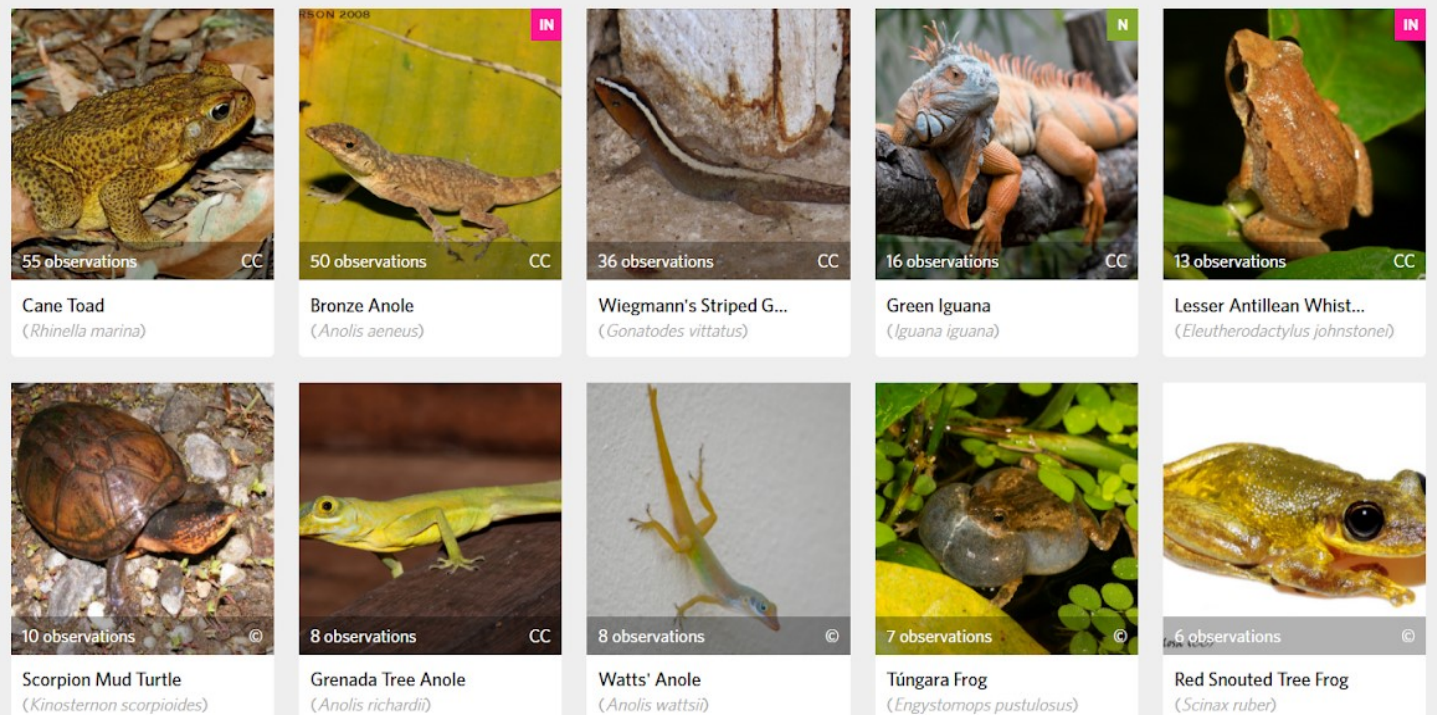 RSON 2008
IN
N
IN
55 observations CC
50 observations CC
36 observations CC
16 observations CC
13 observations CC
Cane Toad
(Rhinella marina)
Bronze Anole
(Anolis aeneus)
Wiegmann's Striped G...
(Gonatodes vittatus)
Green Iguana
(Iguana iguana)
Lesser Antillean Whist...
(Eleutherodactylus johnstonei)
10 observations ©
8 observations CC
8 observations ©
7 observations ©
6 observations ©
Scorpion Mud Turtle
(Kinosternon scorpioides)
Grenada Tree Anole
(Anolis richardii)
Watts' Anole
(Anolis wattsii)
Túngara Frog
(Engystomops pustulosus)
Red Snouted Tree Frog
(Scinax ruber)